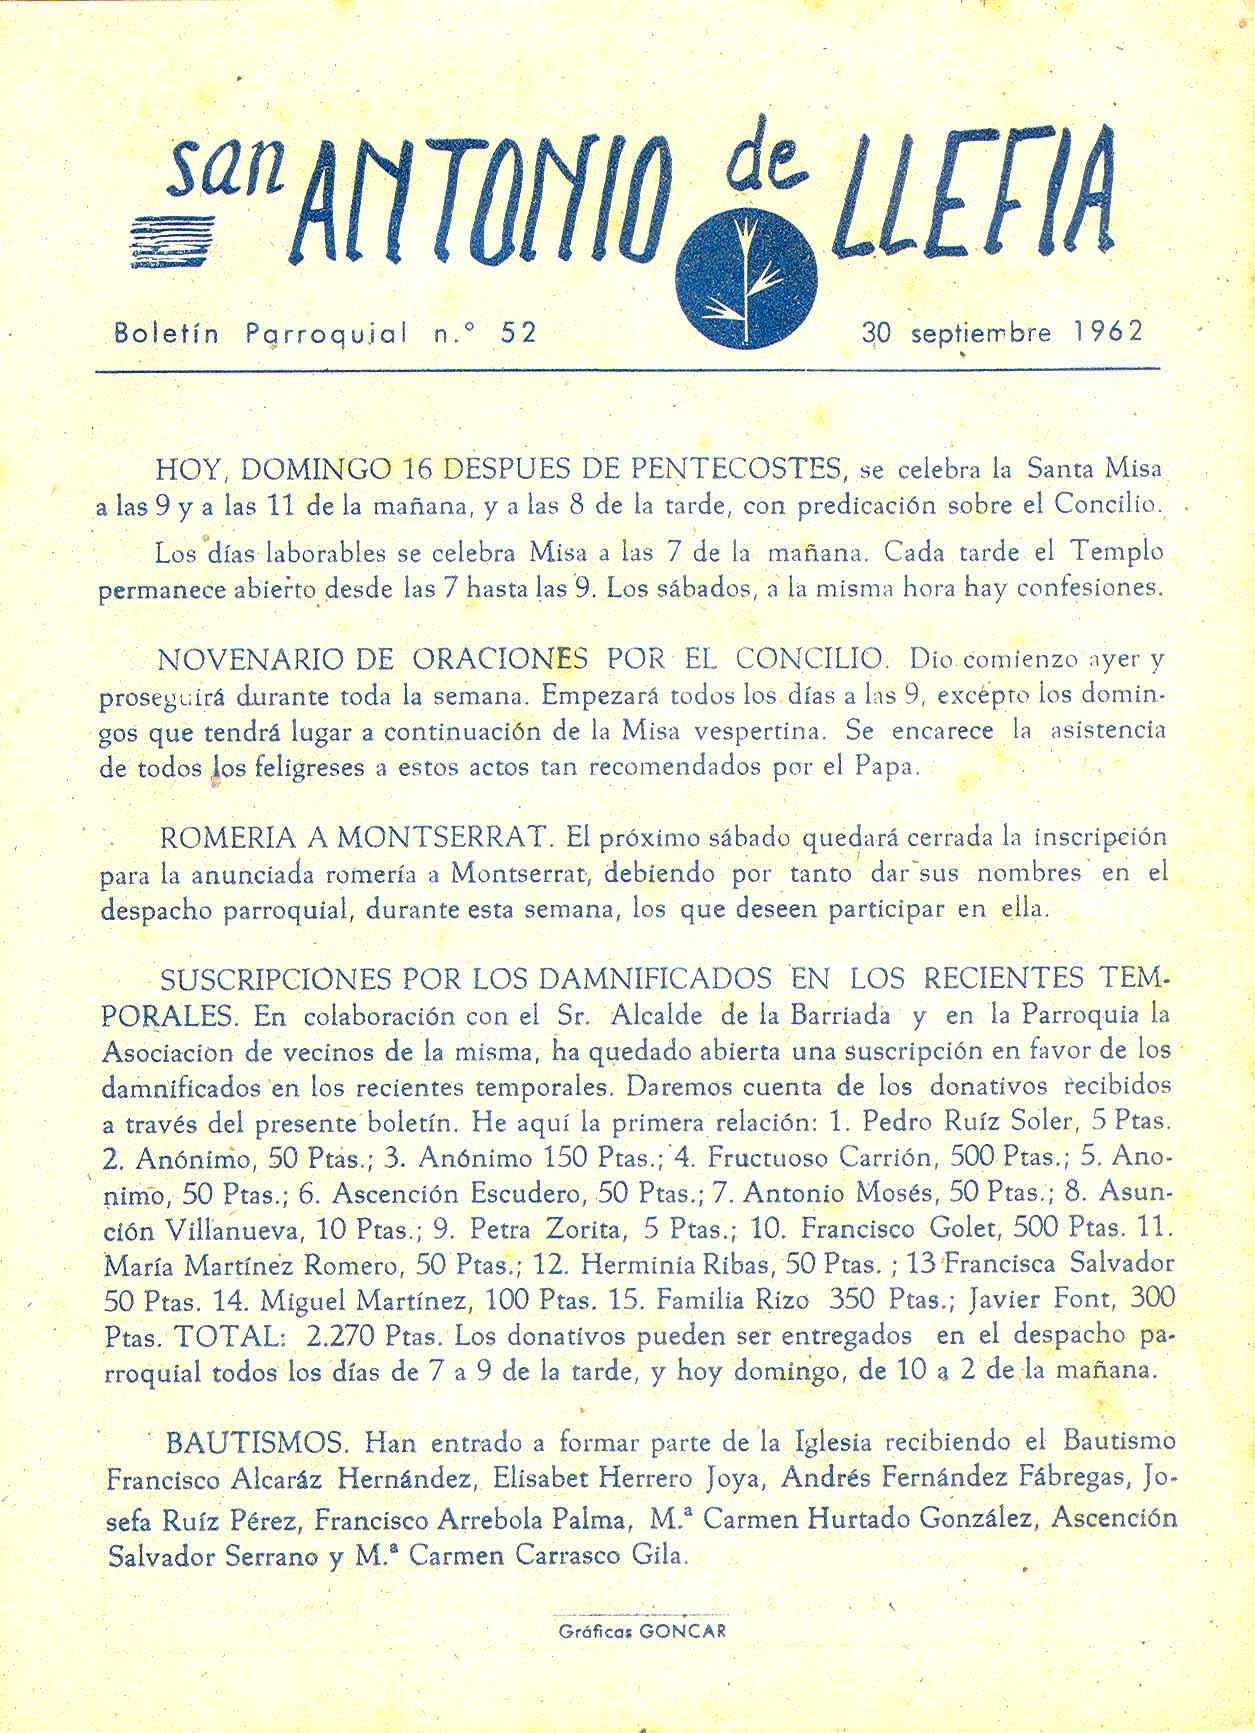 san ANTONIO de LLEFIA
Boletín Parroquial n.º 52 30 septiembre 1962
HOY, DOMINGO 16 DESPUES DE PENTECOSTES, se celebra la Santa Misa
a las 9 y a las 11 de la mañana, y a las 8 de la tarde, con predicación sobre el Concilio.
Los días laborables se celebra Misa a las 7 de la mañana. Cada tarde el Templo
permanece abierto desde las 7 hasta las 9. Los sábados, a la misma hora hay confesiones.
NOVENARIO DE ORACIONES POR EL CONCILIO. Dio comienzo ayer y
proseguirá durante toda la semana. Empezará todos los días a las 9, excepto los domin-
gos que tendrá lugar a continuación de la Misa vespertina. Se encarece la asistencia
de todos los feligreses a estos actos tan recomendados por el Papa.
ROMERIA A MONTSERRAT. El próximo sábado quedará cerrada la inscripción
para la anunciada romería a Montserrat, debiendo por tanto dar sus nombres en el
despacho parroquial, durante esta semana, los que deseen participar en ella.
SUSCRIPCIONES POR LOS DAMNIFICADOS EN LOS RECIENTES TEM-
PORALES. En colaboración con el Sr. Alcalde de la Barriada y en la Parroquia la
Asociacion de vecinos de la misma, ha quedado abierta una suscripción en favor de los
damnificados en los recientes temporales. Daremos cuenta de los donativos recibidos
a través del presente boletín. He aquí la primera relación: 1. Pedro Ruíz Soler, 5 Ptas.
2. Anónimo, 50 Ptas.; 3. Anónimo 150 Ptas.; 4. Fructuoso Carrión, 500 Ptas.; 5. Ano-
nimo, 50 Ptas.; 6. Ascención Escudero, 50 Ptas.; 7. Antonio Mosés, 50 Ptas.; 8. Asun-
ción Villanueva, 10 Ptas.; 9. Petra Zorita, 5 Ptas.; 10. Francisco Golet, 500 Ptas. 11.
María Martínez Romero, 50 Ptas.; 12. Herminia Ribas, 50 Ptas. ; 13 Francisca Salvador
50 Ptas. 14. Miguel Martínez, 100 Ptas. 15. Familia Rizo 350 Ptas.; Javier Font, 300
Ptas. TOTAL: 2.270 Ptas. Los donativos pueden ser entregados en el despacho pa-
rroquial todos los días de 7 a 9 de la tarde, y hoy domingo, de 10 a 2 de la mañana.
BAUTISMOS. Han entrado a formar parte de la Iglesia recibiendo el Bautismo
Francisco Alcaráz Hernández, Elisabet Herrero Joya, Andrés Fernández Fábregas, Jo-
sefa Ruíz Pérez, Francisco Arrebola Palma, M.ª Carmen Hurtado González, Ascención
Salvador Serrano y M.ª Carmen Carrasco Gila.
Gráficas GONCAR